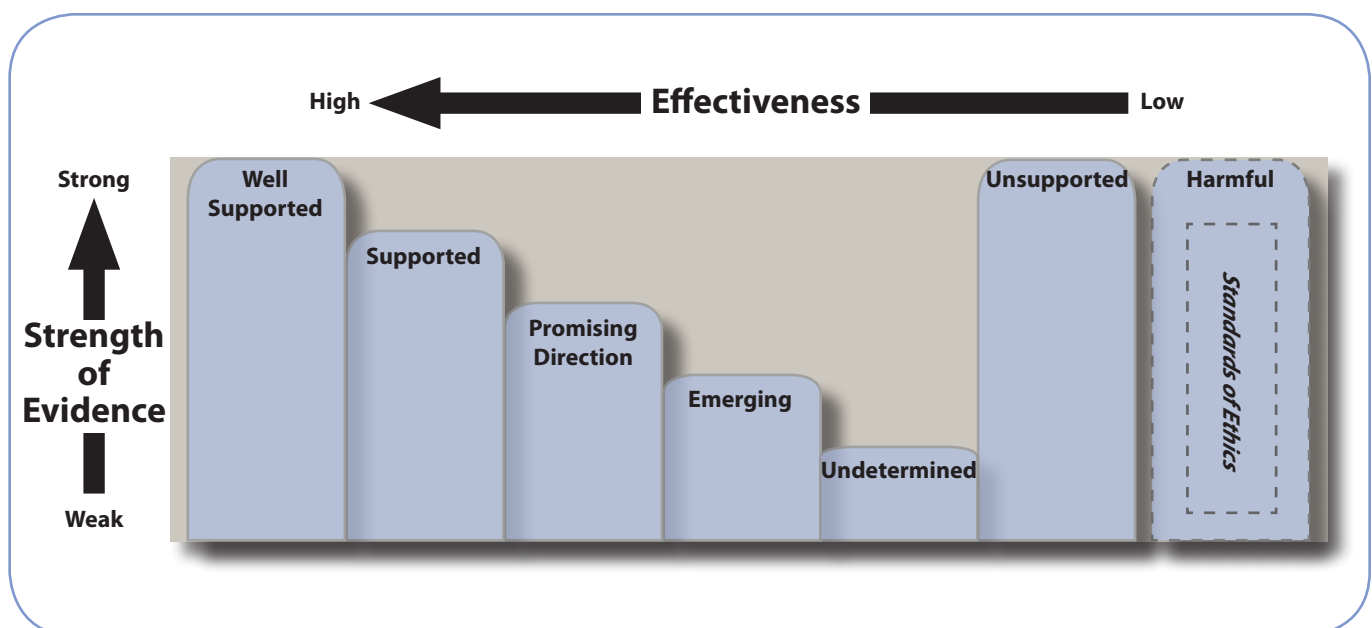 High
Effectiveness
Low
Strong
Strength
of
Evidence
Weak
Well
Supported
Supported
Promising
Direction
Emerging
Undetermined
Unsupported
Harmful
Standards of Ethics